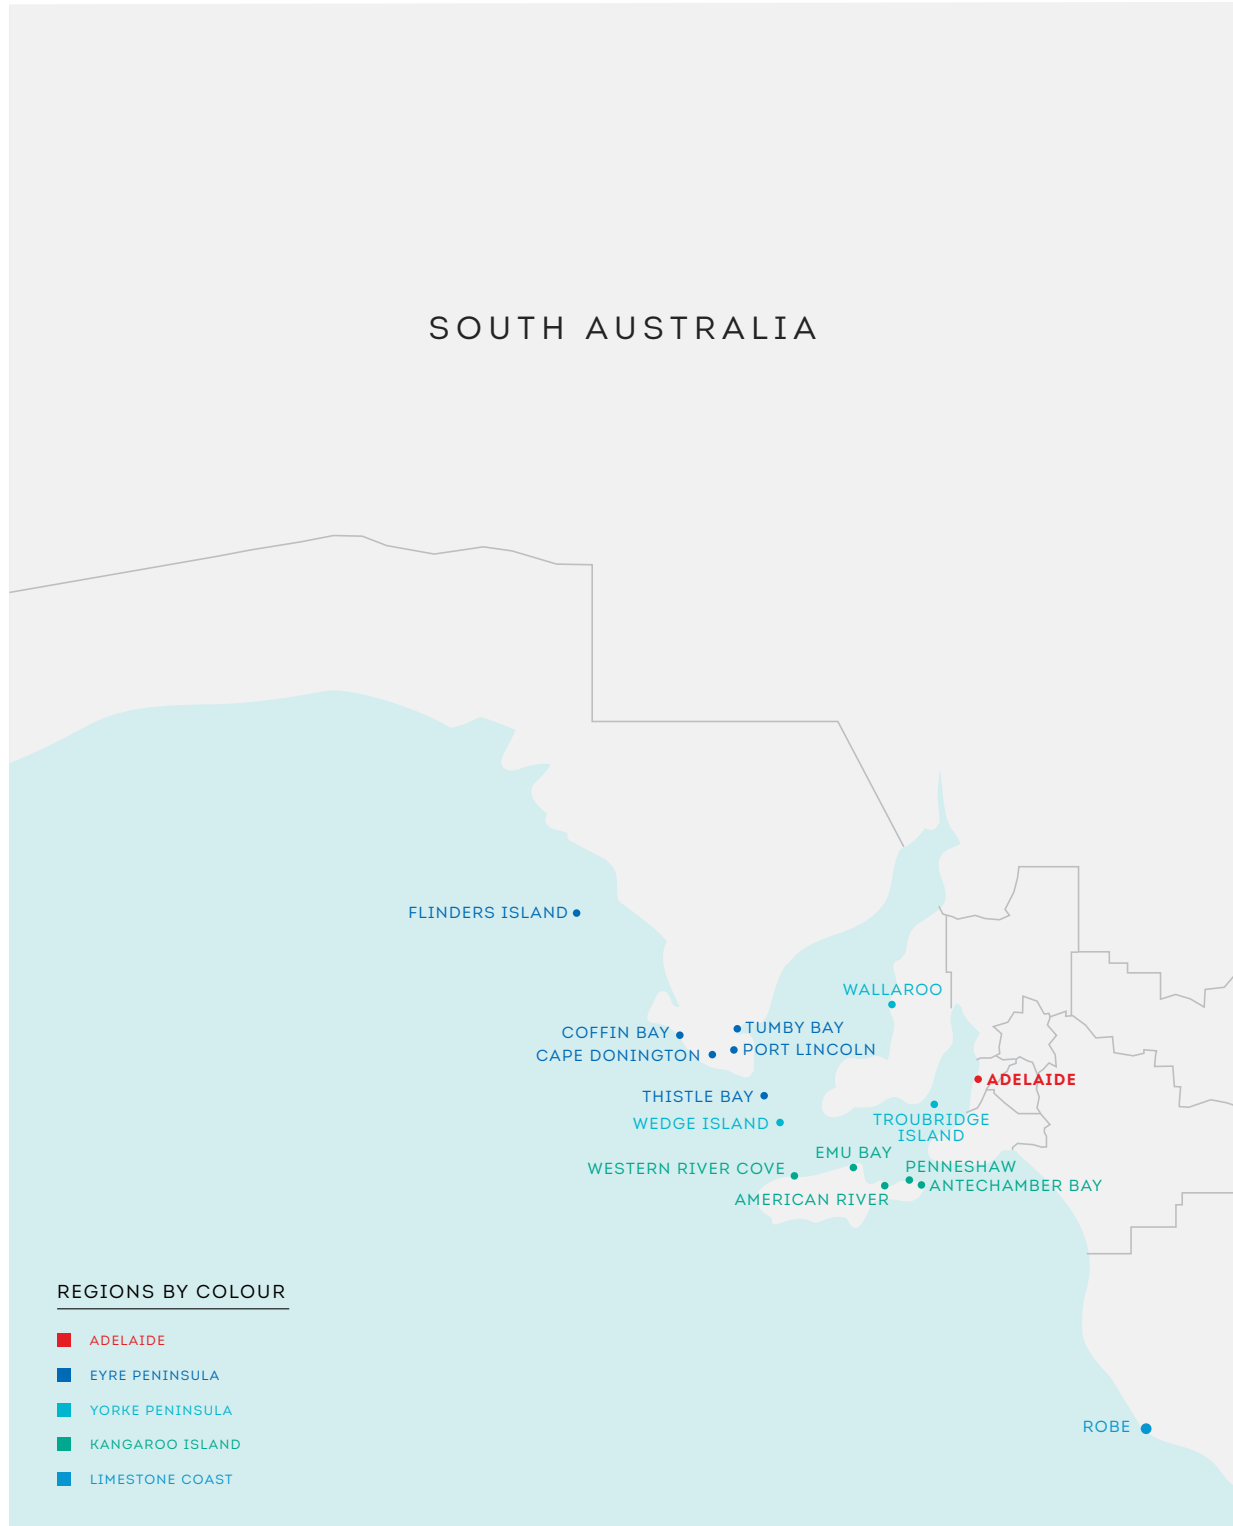 SOUTH AUSTRALIA
FLINDERS ISLAND
WALLAROO
COFFIN BAY
TUMBY BAY
CAPE DONINGTON
PORT LINCOLN
ADELAIDE
THISTLE BAY
WEDGE ISLAND
TROUBRIDGE
ISLAND
EMU BAY
WESTERN RIVER COVE
PENNESHAW
ANTECHAMBER BAY
AMERICAN RIVER
REGIONS BY COLOUR
ADELAIDE
EYRE PENINSULA
YORKE PENINSULA
KANGAROO ISLAND
LIMESTONE COAST
ROBE